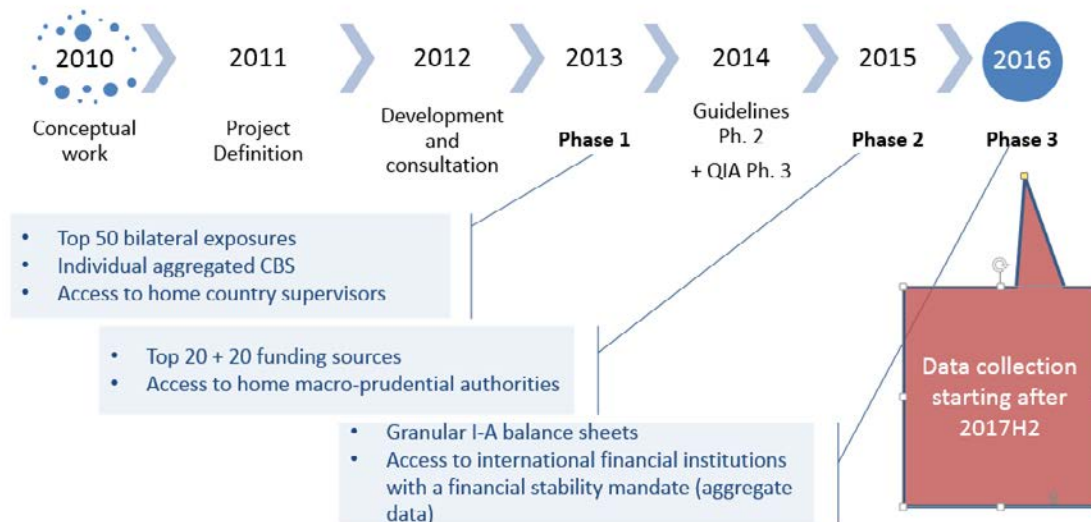 2010
2011
2012
2013
2014
2015
2016
Conceptual
work
Project
Definition
Development
and
consultation
Phase 1
Guidelines
Ph. 2
+ QIA Ph. 3
Phase 2
Phase 3
• Top 50 bilateral exposures
• Individual aggregated CBS
• Access to home country supervisors
• Top 20 + 20 funding sources
• Access to home macro-prudential authorities
• Granular I-A balance sheets
• Access to international financial institutions
with a financial stability mandate (aggregate
data)
Data collection
starting after
2017H2